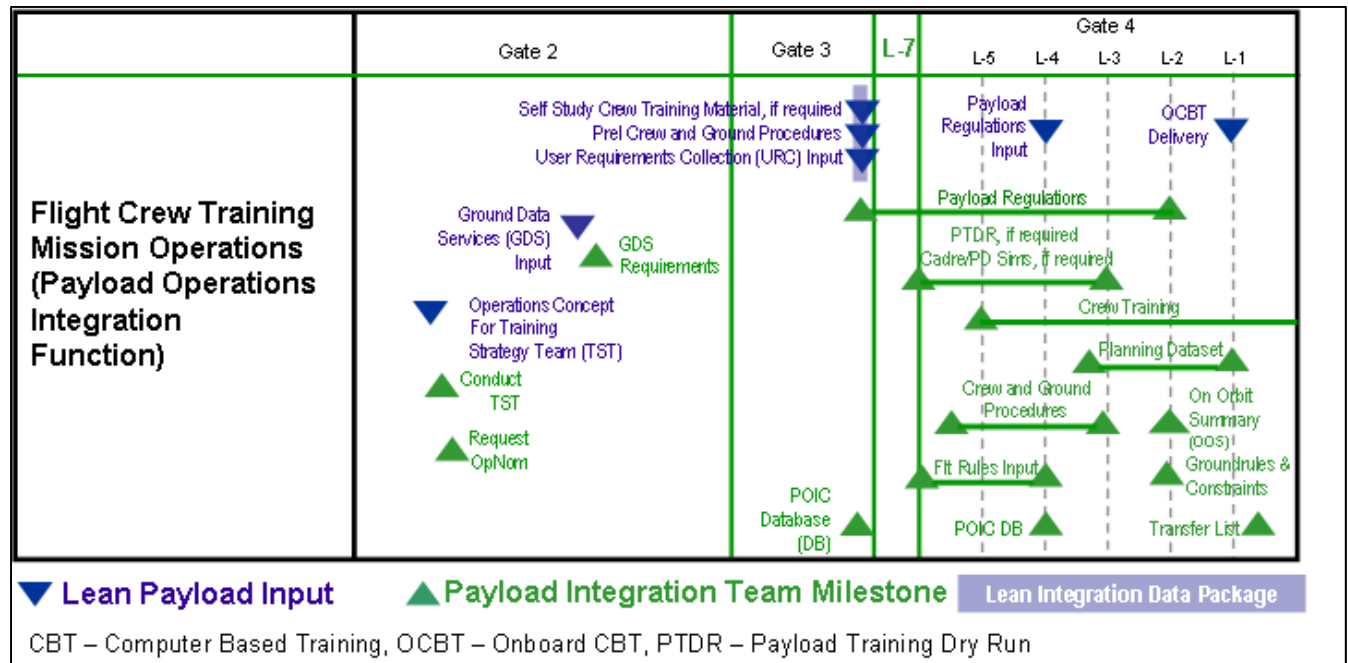 Gate 2
Gate 3
L-7
Gate 4
L-5
L-4
L-3
L-2
L-1
Flight Crew Training
Mission Operations
(Payload Operations
Integration
Function)
Self Study Crew Training Material, if required
Prel Crew and Ground Procedures
User Requirements Collection (URC) Input
Ground Data
Services (GDS)
Input
GDS
Requirements
Operations Concept
For Training
Strategy Team (TST)
Conduct
TST
Request
OpNom
POIC
Database
(DB)
Payload
Regulations
Input
OCBT
Delivery
Payload Regulations
PTDR, if required
Cadre/PD Sims, if required
Crew Training
Planning Dataset
Crew and Ground
Procedures
On Orbit
Summary
(OOS)
Flt Rules Input
Groundrules &
Constraints
POIC DB
Transfer List
Lean Payload Input
Payload Integration Team Milestone
Lean Integration Data Package
CBT – Computer Based Training, OCBT – Onboard CBT, PTDR – Payload Training Dry Run